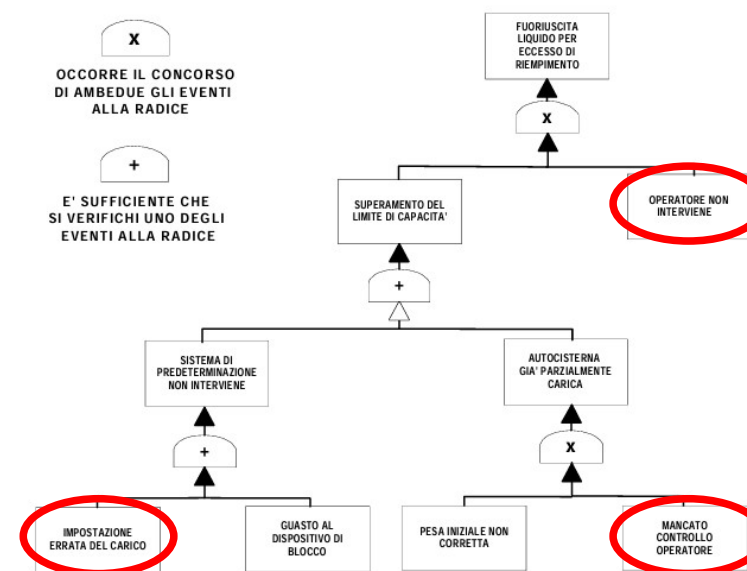 X
OCCORRE IL CONCORSO
DI AMBEDUE GLI EVENTI
ALLA RADICE
+
E' SUFFICIENTE CHE
SI VERIFICHI UNO DEGLI
EVENTI ALLA RADICE
FUORIUSCITA
LIQUIDO PER
ECCESSO DI
RIEMPIMENTO
X
SUPERAMENTO DEL
LIMITE DI CAPACITA'
OPERATORE NON
INTERVIENE
+
SISTEMA DI
PREDETERMINAZIONE
NON INTERVIENE
AUTOCISTERNA
GIA' PARZIALMENTE
CARICA
+
X
IMPOSTAZIONE
ERRATA DEL CARICO
GUASTO AL
DISPOSITIVO DI
BLOCCO
PESA INIZIALE NON
CORRETTA
MANCATO
CONTROLLO
OPERATORE